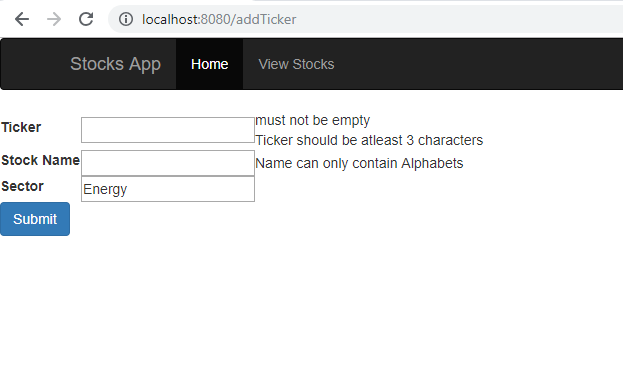 localhost:8080/addTicker
Stocks App Home View Stocks
Ticker must not be empty
Ticker should be atleast 3 characters
Stock Name Name can only contain Alphabets
Sector Energy
Submit